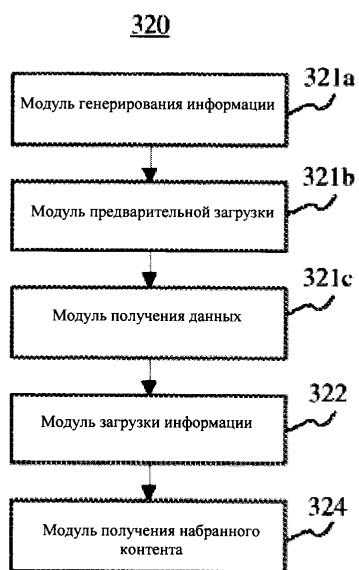 320
321a
Модуль генерирования информации
321b
Модуль предварительной загрузки
321c
Модуль получения данных
322
Модуль загрузки информации
324
Модуль получения набранного
контента